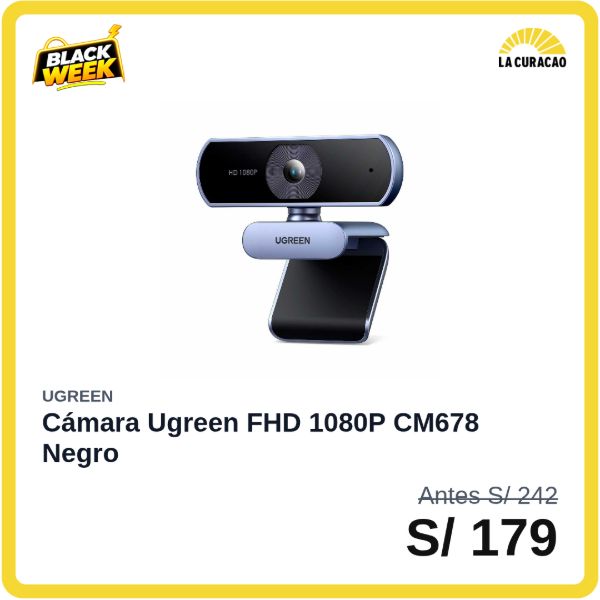 BLACK
WEEK
LA CURACAO
HD 1080P
UGREEN
UGREEN
Cámara Ugreen FHD 1080P CM678
Negro
Antes S/ 242
S/ 179